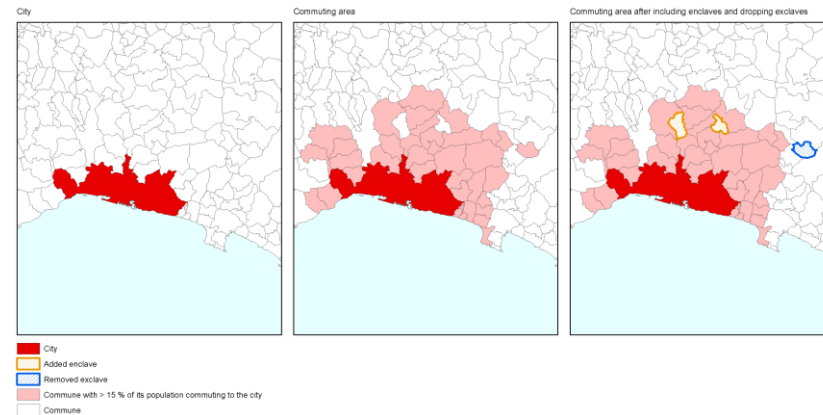 City
Commuting area
Commuting area after including enclaves and dropping exclaves
City
Added enclave
Removed exclave
Commune with > 15 % of its population commuting to the city
Commune